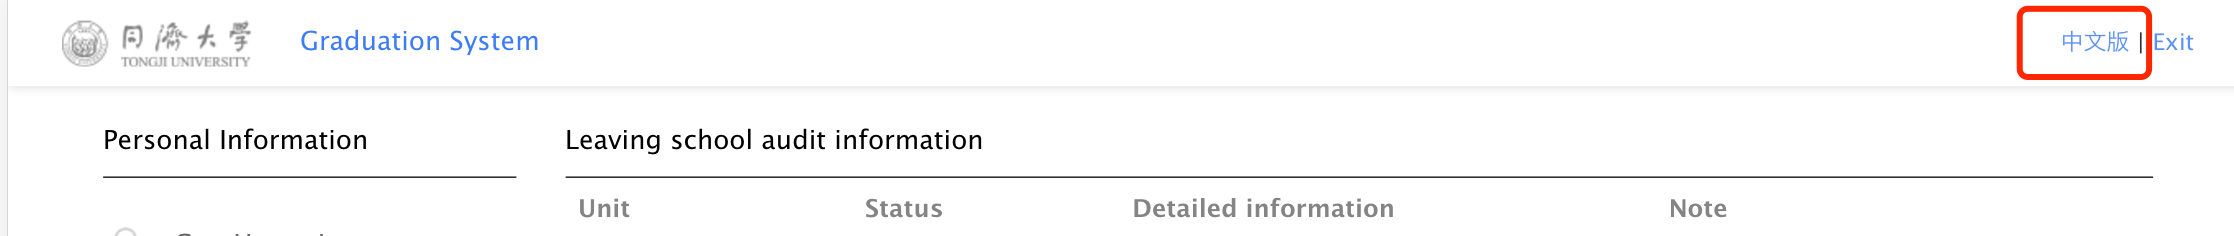 同濟大學
TONGJI UNIVERSITY
Graduation System
中文版 | Exit
Personal Information
Leaving school audit information
Unit Status Detailed information Note